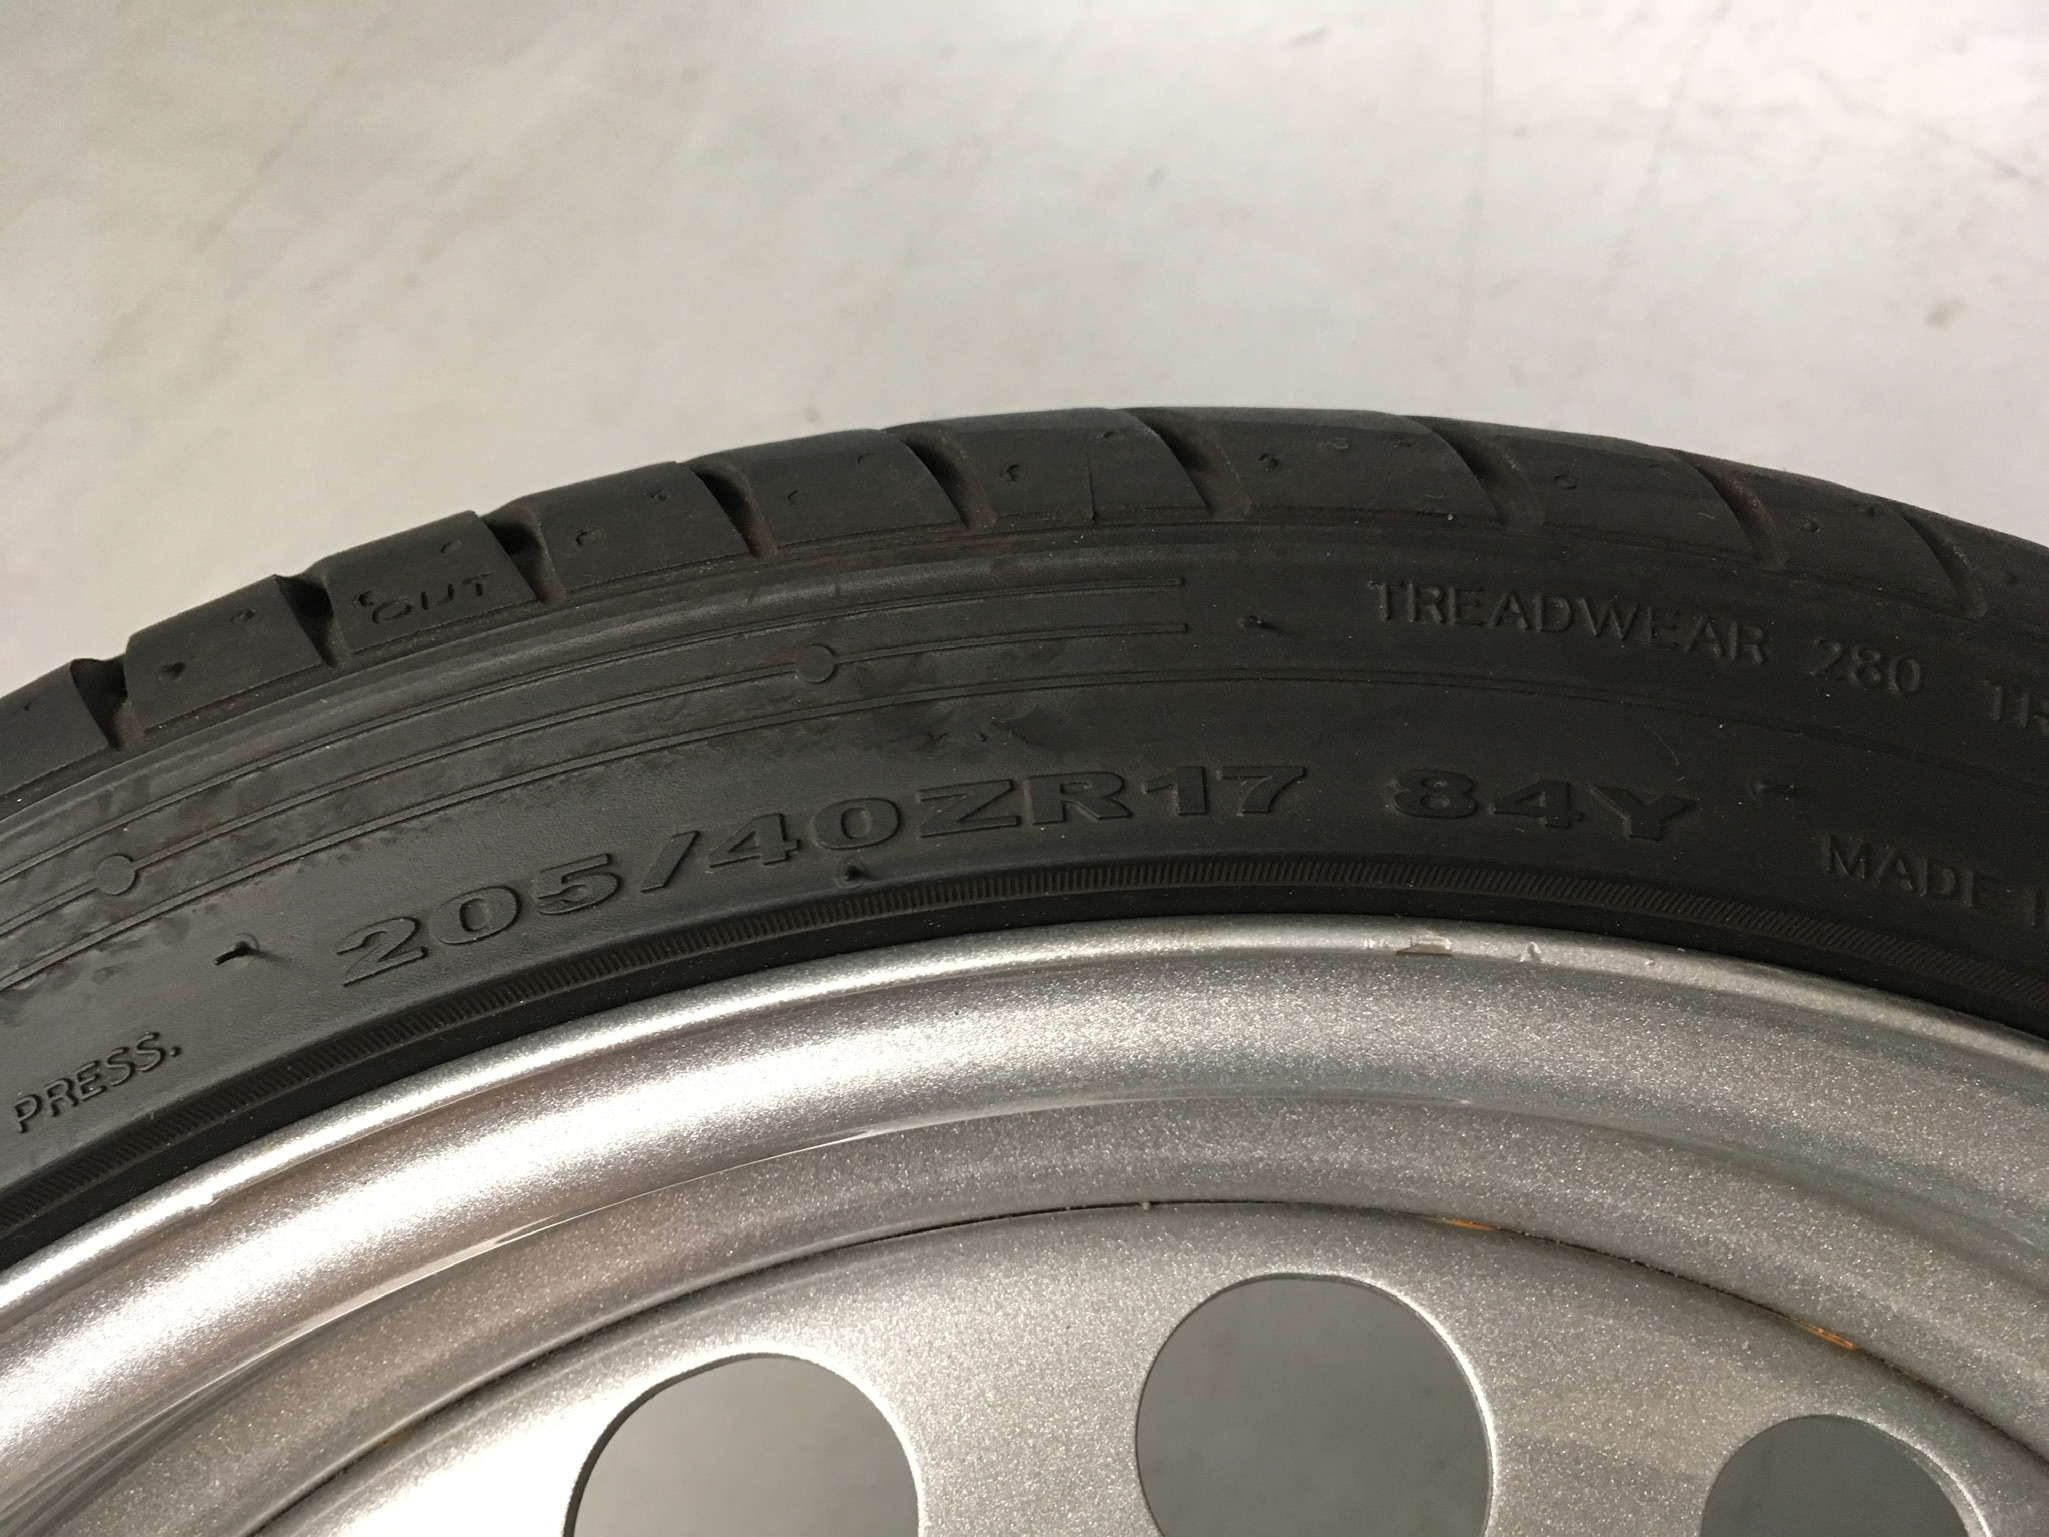 OUT
TREADWEAR 280
205/40ZR17 84Y
MADE
PRESS.